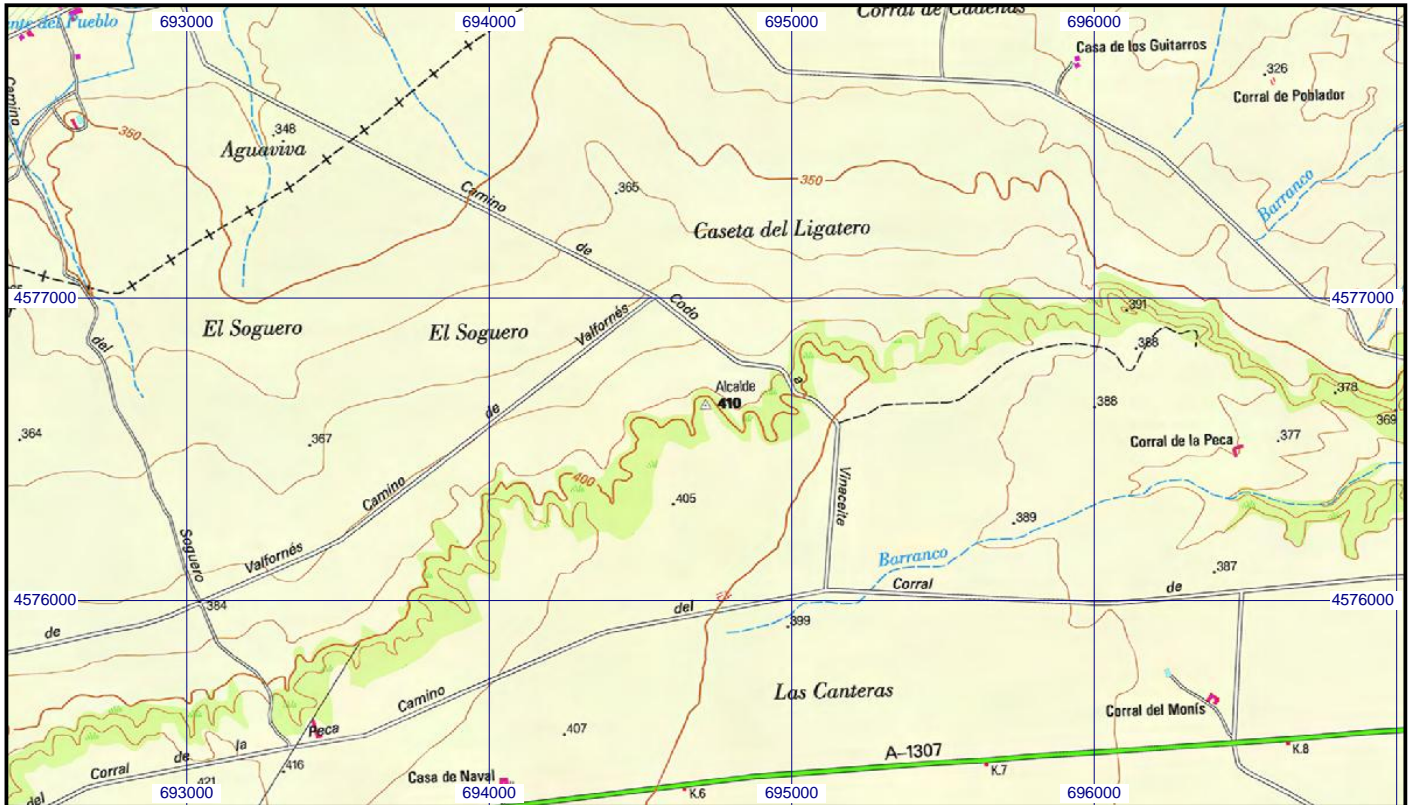 693000
694000
695000
696000
Corral de Cadenas
ente del Pueblo
Casa de los Guitarros
326
Corral de Poblador
Camino
350
348
Aguaviva
365
350
Barranco
Camino
de
Caseta del Ligatero
4577000
4577000
Codo
391
El Soguero
El Soguero
Valfornés
del
388
a
Alcalde
410
de
378
388
369
364
367
Corral de la Peca
377
400
Camino
405
Vinaceite
389
Soguero
Valfornés
Barranco
387
Corral
de
4576000
4576000
384
del
de
399
Las Canteras
Camino
Corral del Monís
Peca
407
la
de
A-1307
K.8
Corral
416
421
Casa de Naval
K.7
del
K.6
693000
694000
695000
696000